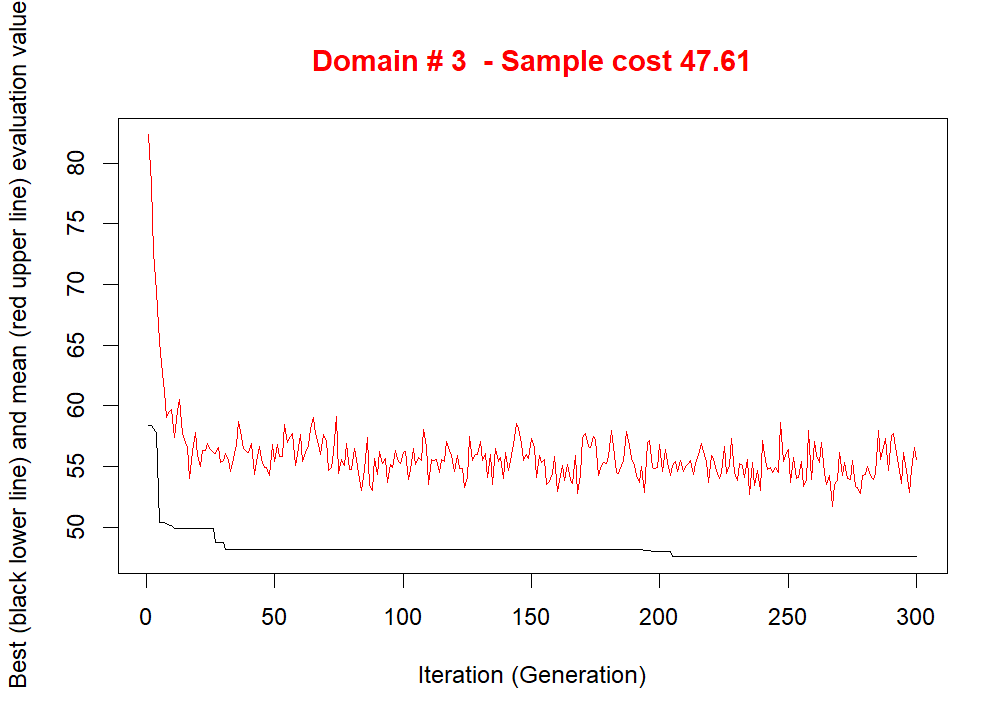 Domain # 3  - Sample cost 47.61
Best (black lower line) and mean (red upper line) evaluation value
80
75
70
65
60
55
50
0 50 100 150 200 250 300
Iteration (Generation)